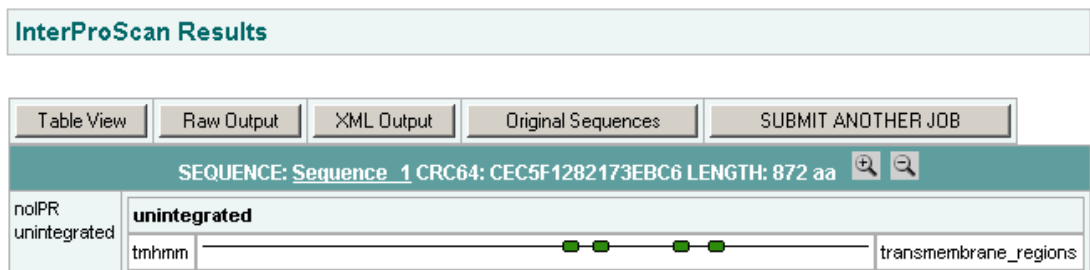 InterProScan Results
Table View Raw Output XML Output Original Sequences SUBMIT ANOTHER JOB
SEQUENCE: Sequence_1 CRC64: CEC5F1282173EBC6 LENGTH: 872 aa
noIPR
unintegrated
unintegrated
tmhmm transmembrane_regions